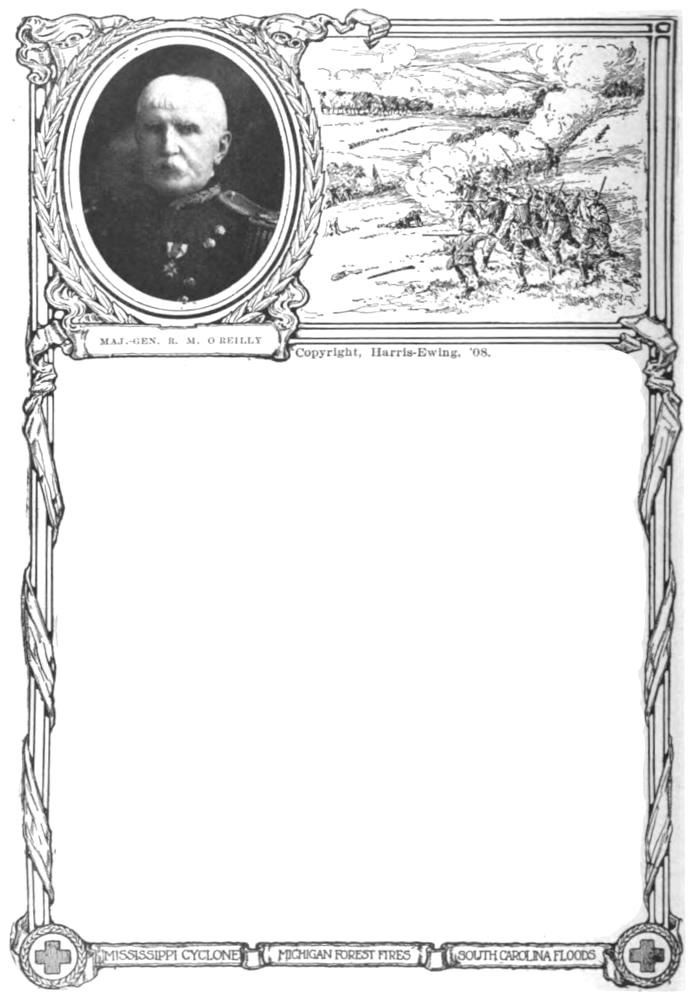 MAJ.-GEN. R. M. O'REILLY
Copyright, Harris-Ewing, '08.
MISSISSIPPI CYCLONE
MICHIGAN FOREST FIRES
SOUTH CAROLINA FLOODS